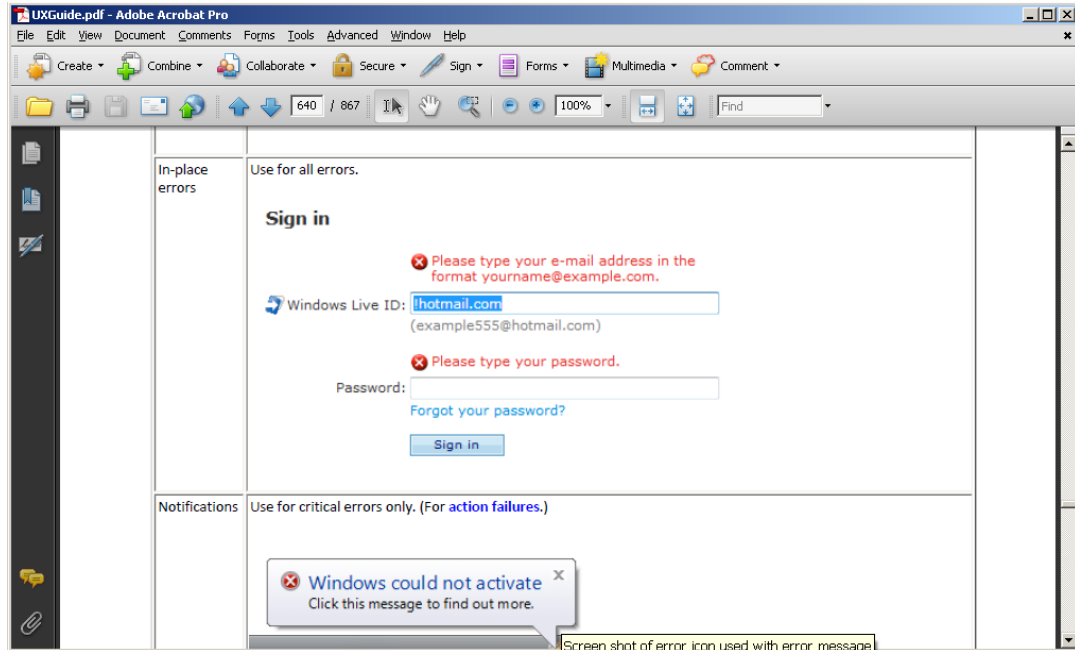 UXGuide.pdf - Adobe Acrobat Pro
File Edit View Document Comments Forms Tools Advanced Window Help
Create Combine Collaborate Secure Sign Forms Multimedia Comment
640 / 867 100% Find
In-place errors
Use for all errors.
Sign in
Please type your e-mail address in the
format yourname@example.com.
Windows Live ID: !hotmail.com
(example555@hotmail.com)
Please type your password.
Password:
Forgot your password?
Sign in
Notifications Use for critical errors only. (For action failures.)
Windows could not activate
Click this message to find out more.
Screen shot of error icon used with error message